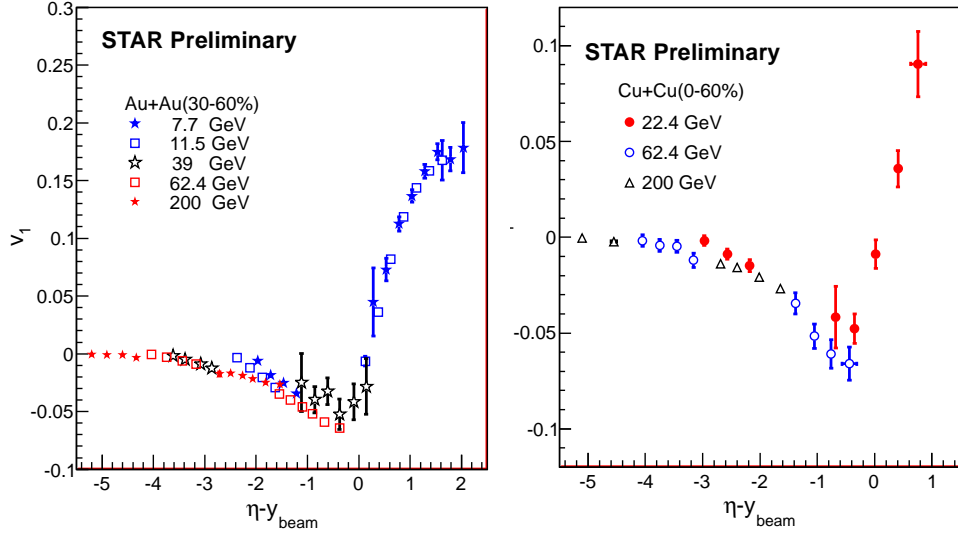 STAR Preliminary
Au+Au(30-60%)
7.7 GeV
11.5 GeV
39 GeV
62.4 GeV
200 GeV
v1
0.3
0.25
0.2
0.15
0.1
0.05
0
-0.05
-0.1
-5 -4 -3 -2 -1 0 1 2
η-ybeam
STAR Preliminary
Cu+Cu(0-60%)
22.4 GeV
62.4 GeV
200 GeV
0.1
0.05
0
-0.05
-0.1
-5 -4 -3 -2 -1 0 1
η-ybeam